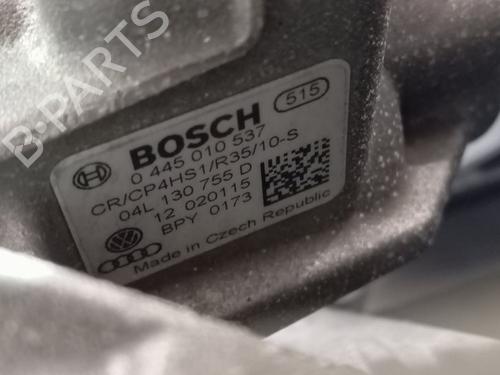 B-PARTS
BOSCH 515
0 445 010 537
CR/CP4HS1/R35/10-S
04L 130 755 D
12 020115
BPY 0173
Made in Czech Republic